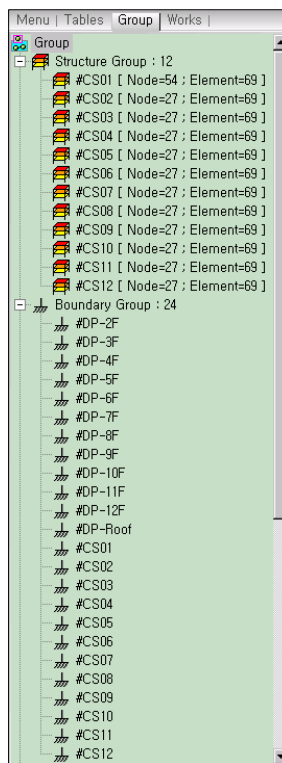 Menu | Tables Group | Works |
Group
Structure Group : 12
#CS01 [ Node=54 ; Element=69 ]
#CS02 [ Node=27 ; Element=69 ]
#CS03 [ Node=27 ; Element=69 ]
#CS04 [ Node=27 ; Element=69 ]
#CS05 [ Node=27 ; Element=69 ]
#CS06 [ Node=27 ; Element=69 ]
#CS07 [ Node=27 ; Element=69 ]
#CS08 [ Node=27 ; Element=69 ]
#CS09 [ Node=27 ; Element=69 ]
#CS10 [ Node=27 ; Element=69 ]
#CS11 [ Node=27 ; Element=69 ]
#CS12 [ Node=27 ; Element=69 ]
Boundary Group : 24
#DP-2F
#DP-3F
#DP-4F
#DP-5F
#DP-6F
#DP-7F
#DP-8F
#DP-9F
#DP-10F
#DP-11F
#DP-12F
#DP-Roof
#CS01
#CS02
#CS03
#CS04
#CS05
#CS06
#CS07
#CS08
#CS09
#CS10
#CS11
#CS12